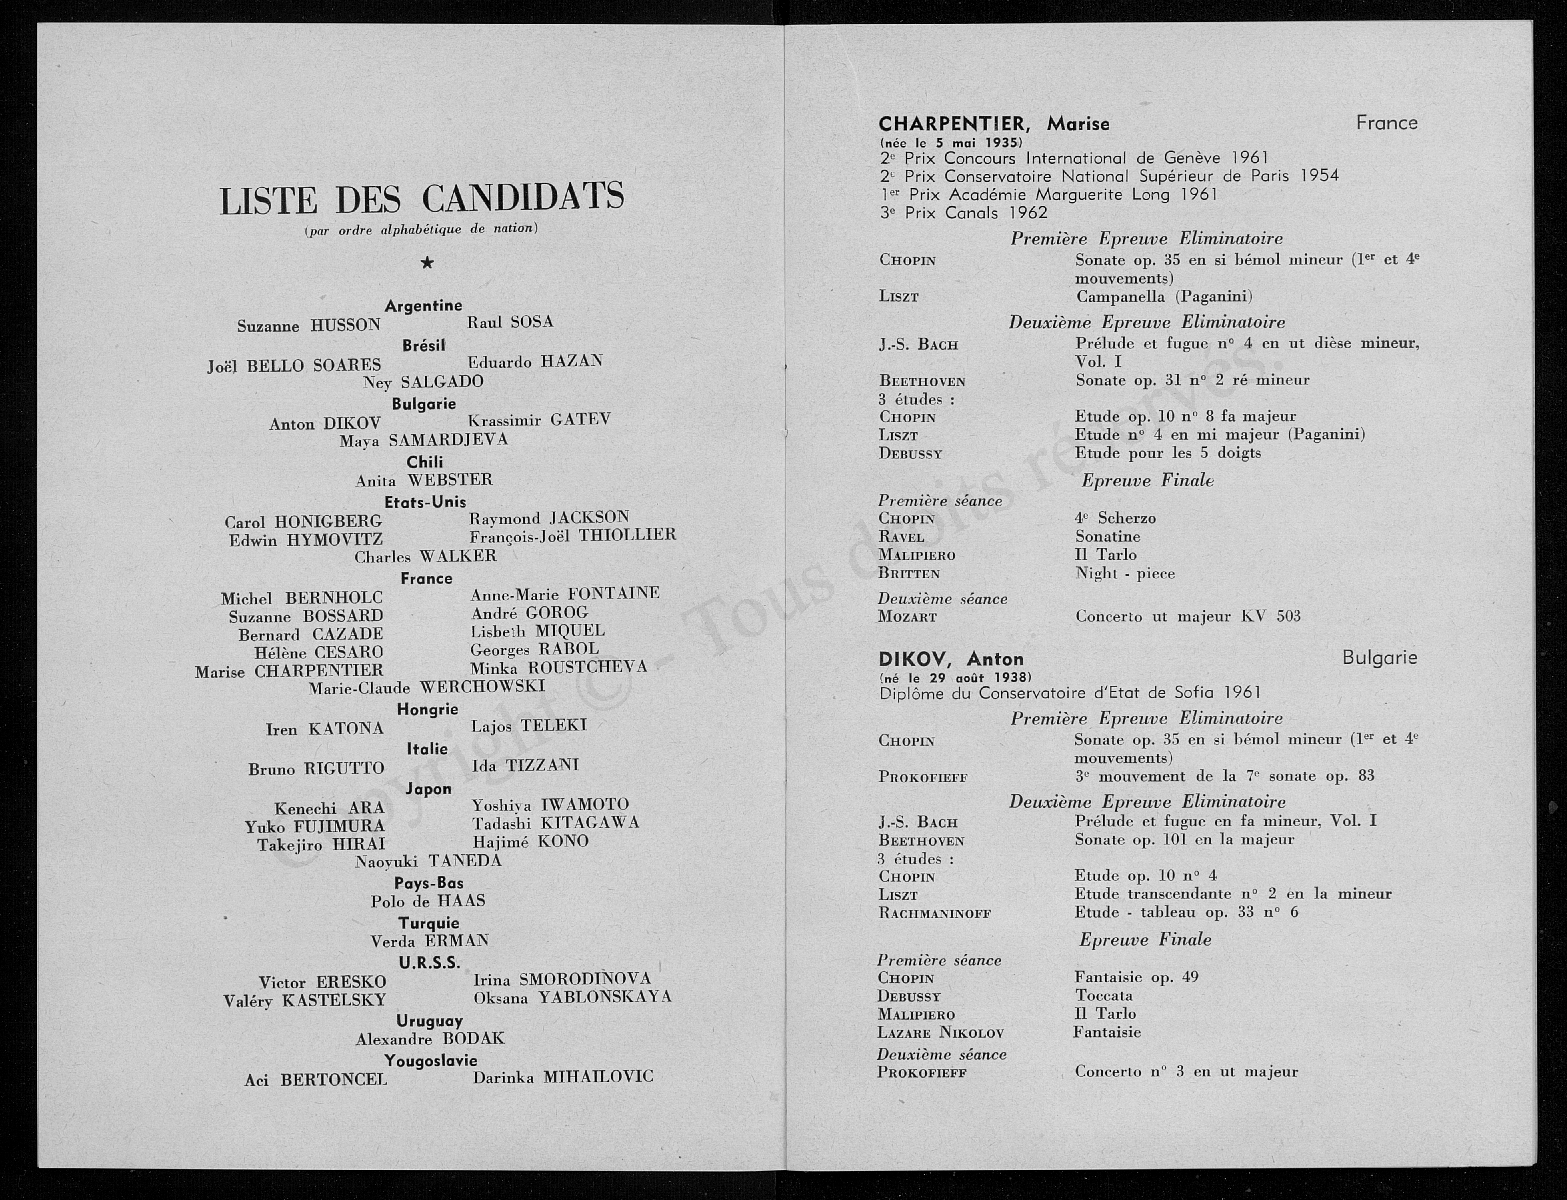 LISTE DES CANDIDATS
(par ordre alphabétique de nation)
★
Argentine
Suzanne HUSSON Raul SOSA
Brésil
Joël BELLO SOARES Eduardo HAZAN
Ney SALGADO
Bulgarie
Anton DIKOV Krassimir GATEV
Maya SAMARDJEVA
Chili
Anita WEBSTER
Etats-Unis
Carol HONIGBERG Raymond JACKSON
Edwin HYMOVITZ François-Joël THIOLLIER
Charles WALKER
France
Michel BERNHOLC Anne-Marie FONTAINE
Suzanne BOSSARD André GOROG
Bernard CAZADE Lisbeth MIQUEL
Hélène CESARO Georges RABOL
Marise CHARPENTIER Minka ROUSTCHEVA
Marie-Claude WERCHOWSKI
Hongrie
Iren KATONA Lajos TELEKI
Italie
Bruno RIGUTTO Ida TIZZANI
Japon
Kenechi ARA Yoshiya IWAMOTO
Yuko FUJIMURA Tadashi KITAGAWA
Takejiro HIRAI Hajimé KONO
Naoyuki TANEDA
Pays-Bas
Polo de HAAS
Turquie
Verda ERMAN
U.R.S.S.
Victor ERESKO Irina SMORODINOVA
Valéry KASTELSKY Oksana YABLONSKAYA
Uruguay
Alexandre BODAK
Yougoslavie
Aci BERTONCEL Darinka MIHAILOVIC
CHARPENTIER, Marise France
(née le 5 mai 1935)
2e Prix Concours International de Genève 1961
2e Prix Conservatoire National Supérieur de Paris 1954
1er Prix Académie Marguerite Long 1961
3e Prix Canals 1962
Première Epreuve Eliminatoire
CHOPIN Sonate op. 35 en si bémol mineur (1er et 4e
mouvements)
LISZT Campanella (Paganini)
Deuxième Epreuve Eliminatoire
J.-S. BACH Prélude et fugue n° 4 en ut dièse mineur,
Vol. I
BEETHOVEN Sonate op. 31 n° 2 ré mineur
3 études :
CHOPIN Etude op. 10 n° 8 fa majeur
LISZT Etude n° 4 en mi majeur (Paganini)
DEBUSSY Etude pour les 5 doigts
Epreuve Finale
Première séance
CHOPIN 4e Scherzo
RAVEL Sonatine
MALIPIERO Il Tarlo
BRITTEN Night - piece
Deuxième séance
MOZART Concerto ut majeur KV 503
DIKOV, Anton Bulgarie
(né le 29 août 1938)
Diplôme du Conservatoire d'Etat de Sofia 1961
Première Epreuve Eliminatoire
CHOPIN Sonate op. 35 en si bémol mineur (1er et 4e
mouvements)
PROKOFIEFF 3e mouvement de la 7e sonate op. 83
Deuxième Epreuve Eliminatoire
J.-S. BACH Prélude et fugue en fa mineur, Vol. I
BEETHOVEN Sonate op. 101 en la majeur
3 études :
CHOPIN Etude op. 10 n° 4
LISZT Etude transcendante n° 2 en la mineur
RACHMANINOFF Etude - tableau op. 33 n° 6
Epreuve Finale
Première séance
CHOPIN Fantaisie op. 49
DEBUSSY Toccata
MALIPIERO Il Tarlo
LAZARE NIKOLOV Fantaisie
Deuxième séance
PROKOFIEFF Concerto n° 3 en ut majeur
© Copyright © - Tous droits réservés.